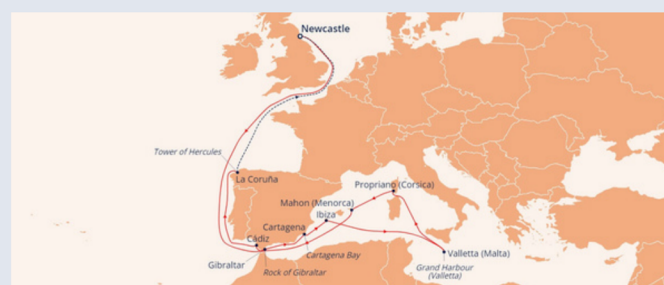 Newcastle
Tower of Hercules
La Coruña
Propriano (Corsica)
Mahon (Menorca)
Ibiza
Cartagena
Cádiz
Cartagena Bay
Valletta (Malta)
Gibraltar
Rock of Gibraltar
Grand Harbour
(Valletta)